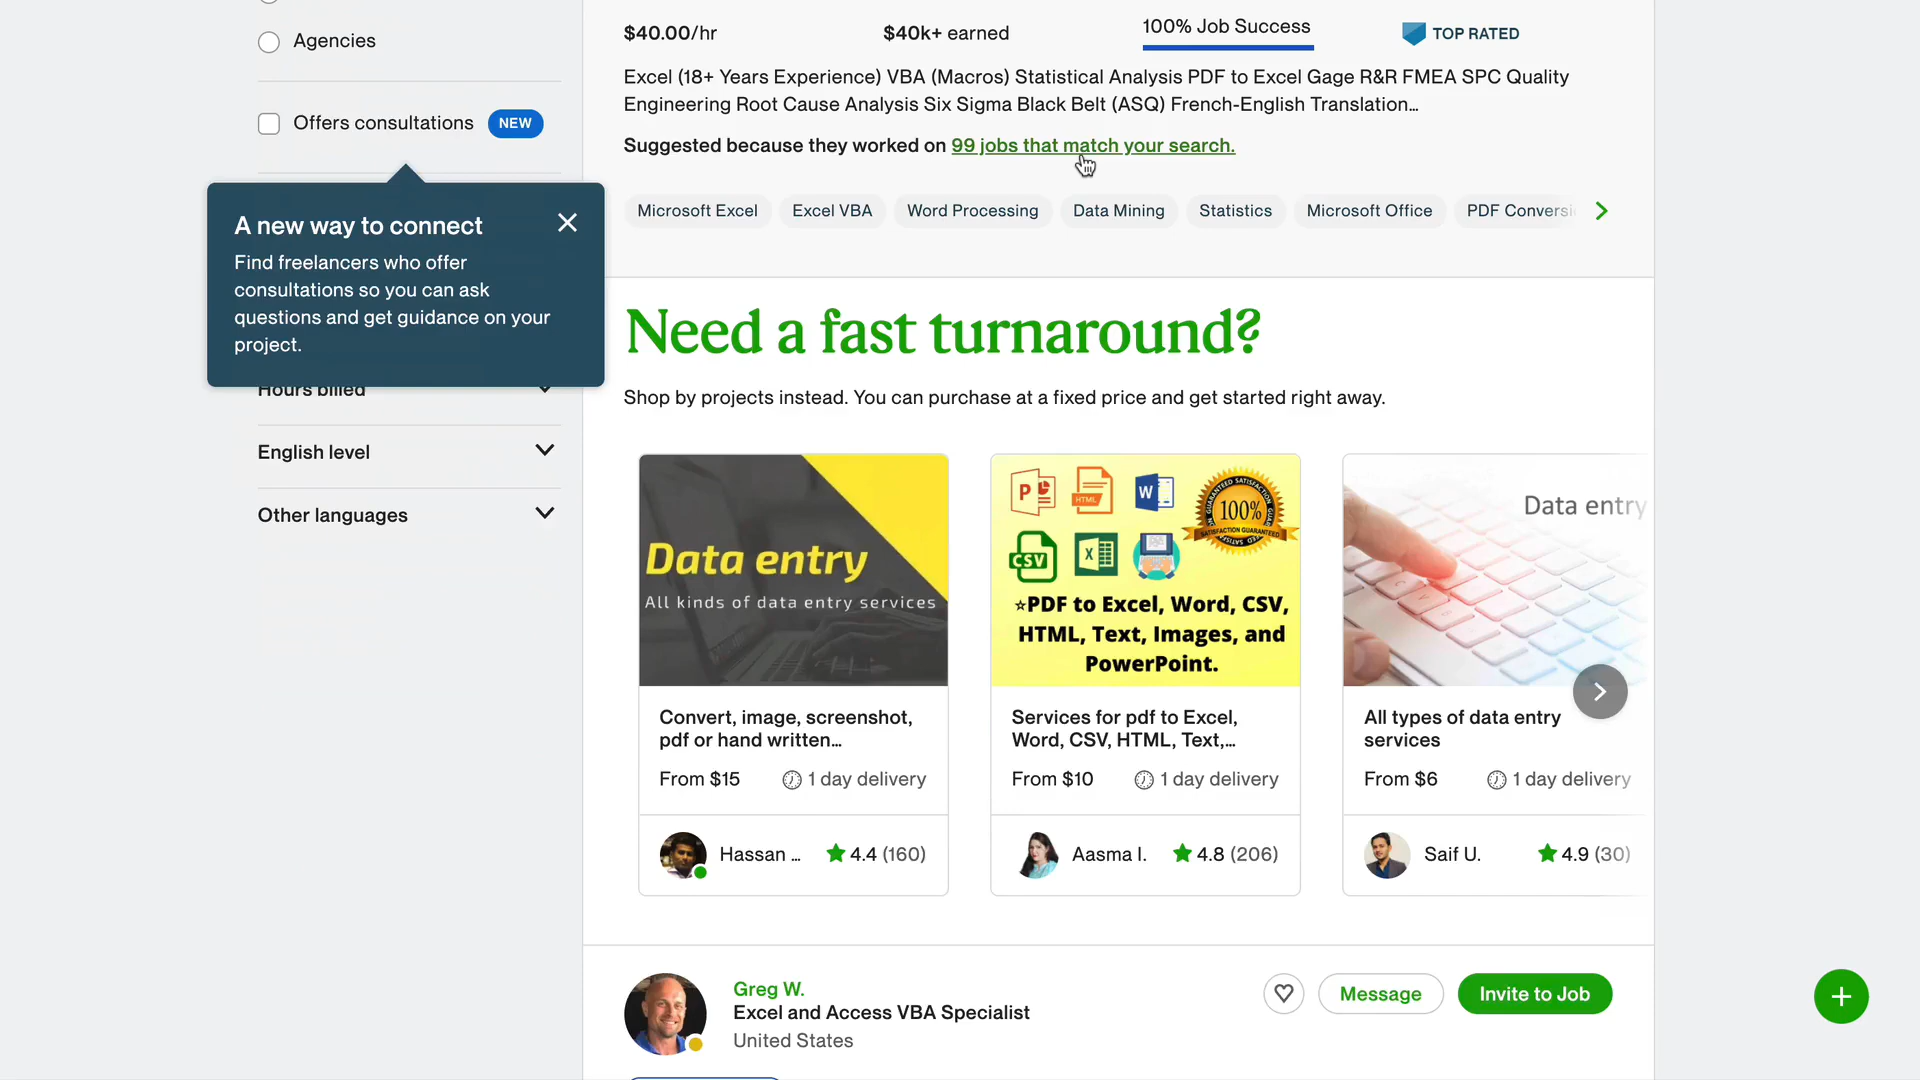 Agencies
Offers consultations NEW
A new way to connect
Find freelancers who offer
consultations so you can ask
questions and get guidance on your
project.
Hours billed
English level
Other languages
$40.00/hr $40k+ earned 100% Job Success TOP RATED
Excel (18+ Years Experience) VBA (Macros) Statistical Analysis PDF to Excel Gage R&R FMEA SPC Quality
Engineering Root Cause Analysis Six Sigma Black Belt (ASQ) French-English Translation...
Suggested because they worked on 99 jobs that match your search.
Microsoft Excel Excel VBA Word Processing Data Mining Statistics Microsoft Office PDF Conversi
Need a fast turnaround?
Shop by projects instead. You can purchase at a fixed price and get started right away.
Data entry
All kinds of data entry services
Convert, image, screenshot,
pdf or hand written...
From $15 1 day delivery
Hassan ... 4.4 (160)
P HTML W
GUARANTEED SATISFACTION
100%
SATISFACTION GUARANTEED
CSV X
☆PDF to Excel, Word, CSV,
HTML, Text, Images, and
PowerPoint.
Services for pdf to Excel,
Word, CSV, HTML, Text,...
From $10 1 day delivery
Aasma I. 4.8 (206)
Data entry
All types of data entry
services
From $6 1 day delivery
Saif U. 4.9 (30)
Greg W.
Excel and Access VBA Specialist
United States
Message Invite to Job